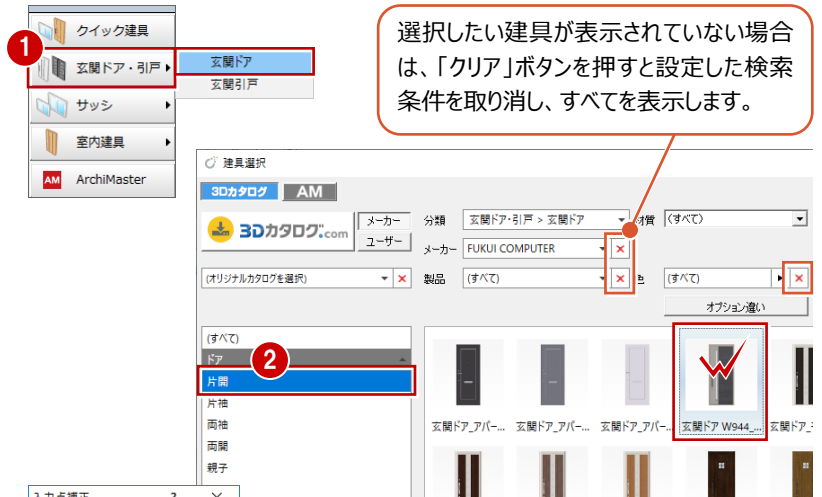 クイック建具
1
玄関ドア・引戸
玄関ドア
玄関引戸
サッシ
室内建具
AM ArchiMaster
選択したい建具が表示されていない場合
は、「クリア」ボタンを押すと設定した検索
条件を取り消し、すべてを表示します。
建具選択
3Dカタログ AM
3Dカタログ.com
メーカー
ユーザー
分類 玄関ドア・引戸 > 玄関ドア 材質 (すべて)
メーカー FUKUI COMPUTER
(オリジナルカタログを選択) 製品 (すべて) 色 (すべて)
オプション違い
(すべて)
ドア
2
片開
片袖
両袖
両開
親子
玄関ドア_アパー... 玄関ドア_アパー... 玄関ドア_アパー... 玄関ドア W944_... 玄関ドア_
入力点補正 ?